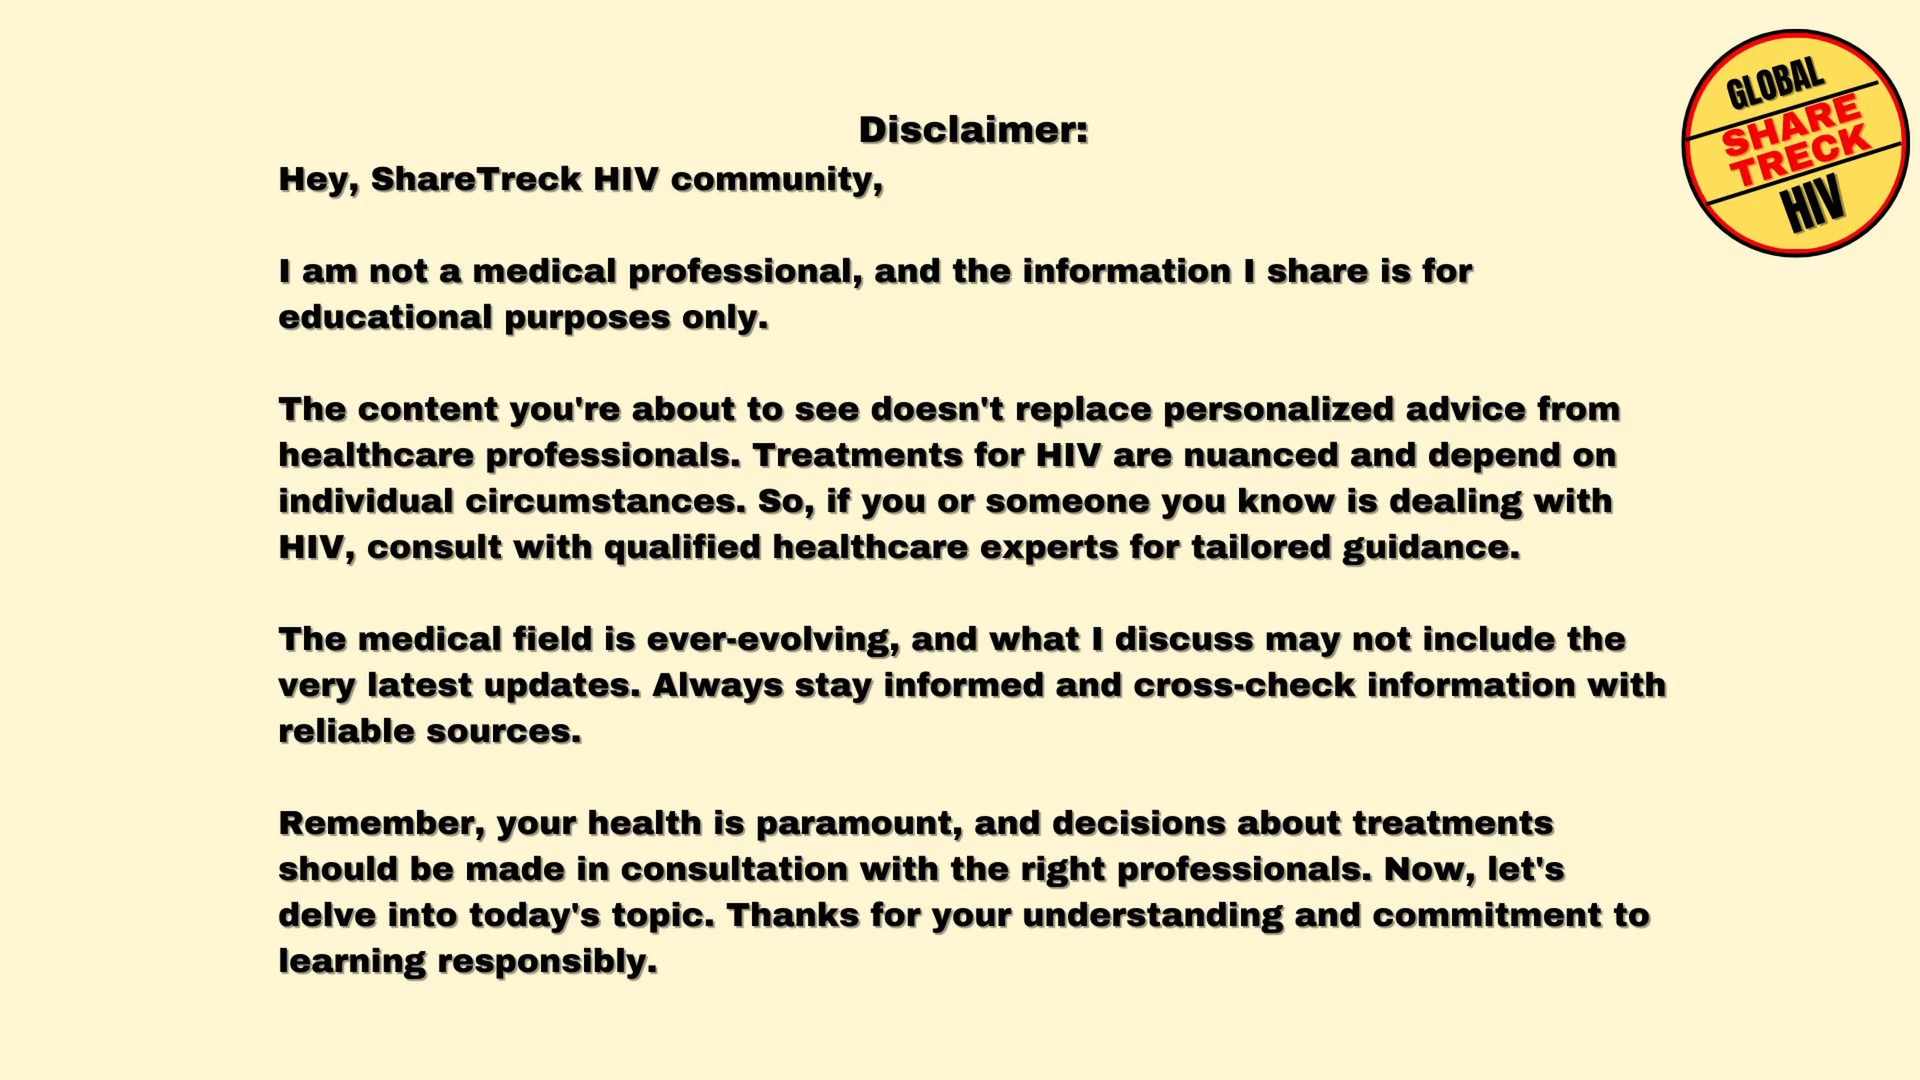 GLOBAL
SHARE
TRECK
HIV
Disclaimer:
Hey, ShareTreck HIV community,
I am not a medical professional, and the information I share is for
educational purposes only.
The content you're about to see doesn't replace personalized advice from
healthcare professionals. Treatments for HIV are nuanced and depend on
individual circumstances. So, if you or someone you know is dealing with
HIV, consult with qualified healthcare experts for tailored guidance.
The medical field is ever-evolving, and what I discuss may not include the
very latest updates. Always stay informed and cross-check information with
reliable sources.
Remember, your health is paramount, and decisions about treatments
should be made in consultation with the right professionals. Now, let's
delve into today's topic. Thanks for your understanding and commitment to
learning responsibly.